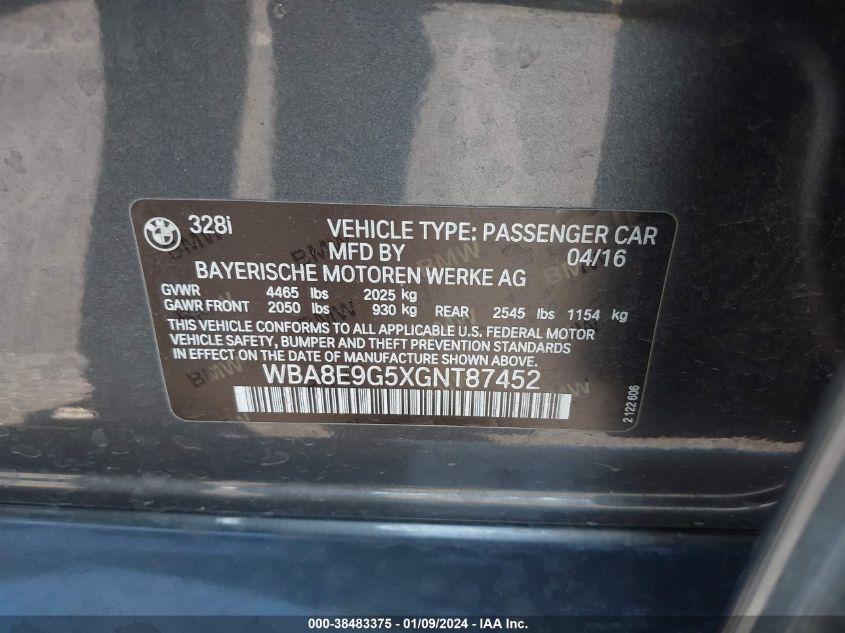 328i VEHICLE TYPE: PASSENGER CAR
MFD BY 04/16
BAYERISCHE MOTOREN WERKE AG
GVWR 4465 lbs 2025 kg
GAWR FRONT 2050 lbs 930 kg REAR 2545 lbs 1154 kg
THIS VEHICLE CONFORMS TO ALL APPLICABLE U.S. FEDERAL MOTOR
VEHICLE SAFETY, BUMPER AND THEFT PREVENTION STANDARDS
IN EFFECT ON THE DATE OF MANUFACTURE SHOWN ABOVE.
WBA8E9G5XGNT87452
2 122 606
000-38483375 - 01/09/2024 - IAAI.com